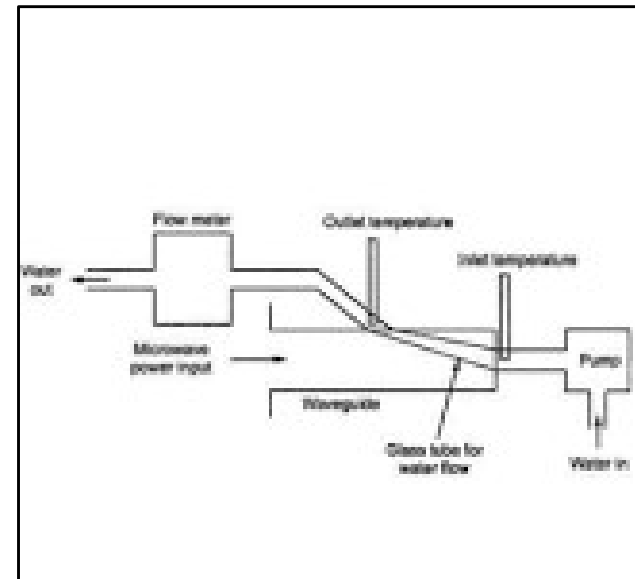 Flow meter
Outlet temperature
Inlet temperature
Water
out
Microwave
power input
Pump
Waveguide
Glass tube for
water flow
Water in